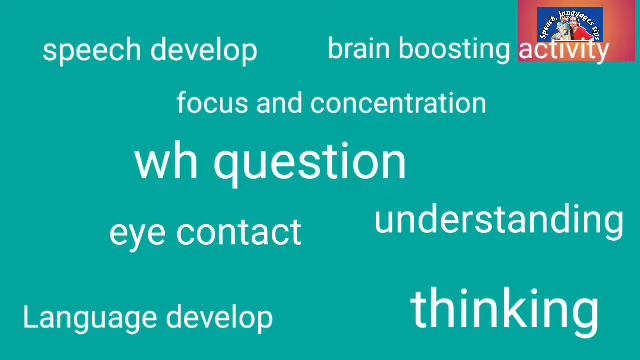 speech develop
brain boosting activity
focus and concentration
wh question
eye contact
understanding
Language develop
thinking